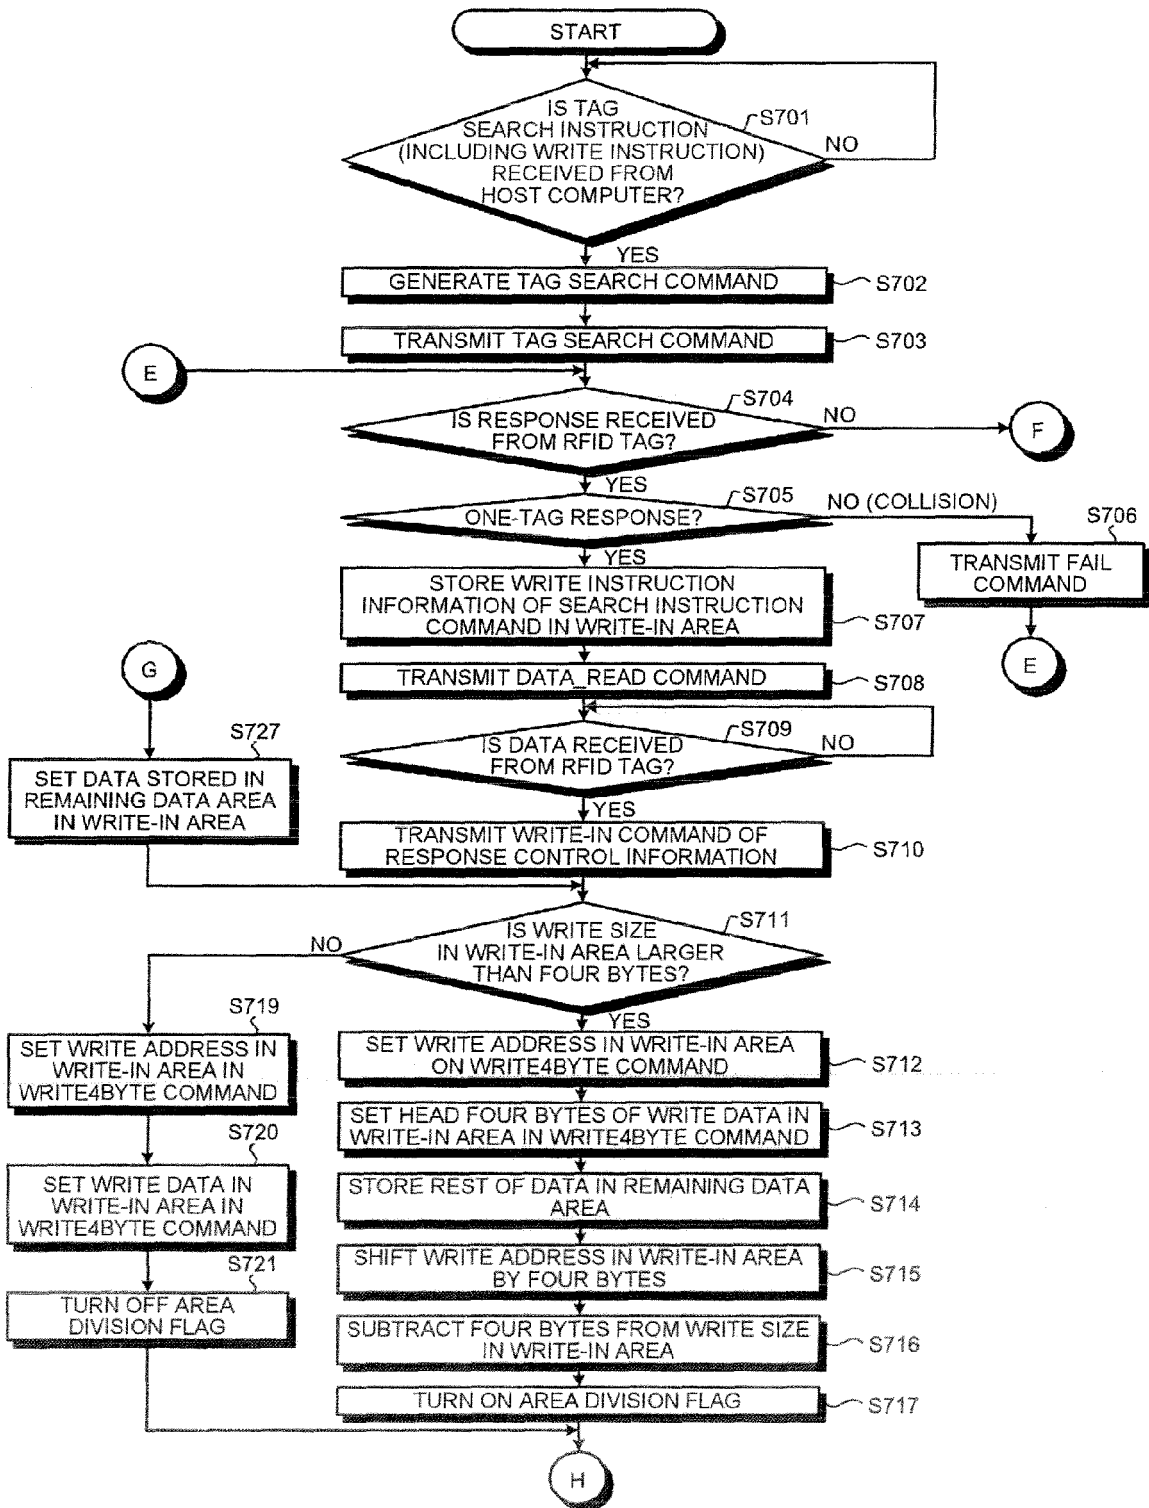 START
IS TAG
SEARCH INSTRUCTION
(INCLUDING WRITE INSTRUCTION)
RECEIVED FROM
HOST COMPUTER?
S701
NO
YES
GENERATE TAG SEARCH COMMAND
S702
TRANSMIT TAG SEARCH COMMAND
S703
E
IS RESPONSE RECEIVED
FROM RFID TAG?
S704
NO
F
YES
ONE-TAG RESPONSE?
S705
NO (COLLISION)
S706
TRANSMIT FAIL
COMMAND
E
YES
STORE WRITE INSTRUCTION
INFORMATION OF SEARCH INSTRUCTION
COMMAND IN WRITE-IN AREA
S707
G
TRANSMIT DATA_READ COMMAND
S708
IS DATA RECEIVED
FROM RFID TAG?
S709
NO
YES
S727
SET DATA STORED IN
REMAINING DATA AREA
IN WRITE-IN AREA
TRANSMIT WRITE-IN COMMAND OF
RESPONSE CONTROL INFORMATION
S710
IS WRITE SIZE
IN WRITE-IN AREA LARGER
THAN FOUR BYTES?
S711
NO
YES
S719
SET WRITE ADDRESS IN
WRITE-IN AREA IN
WRITE4BYTE COMMAND
S720
SET WRITE DATA IN
WRITE-IN AREA IN
WRITE4BYTE COMMAND
S721
TURN OFF AREA
DIVISION FLAG
SET WRITE ADDRESS IN WRITE-IN AREA
ON WRITE4BYTE COMMAND
S712
SET HEAD FOUR BYTES OF WRITE DATA IN
WRITE-IN AREA IN WRITE4BYTE COMMAND
S713
STORE REST OF DATA IN REMAINING DATA
AREA
S714
SHIFT WRITE ADDRESS IN WRITE-IN AREA
BY FOUR BYTES
S715
SUBTRACT FOUR BYTES FROM WRITE SIZE
IN WRITE-IN AREA
S716
TURN ON AREA DIVISION FLAG
S717
H